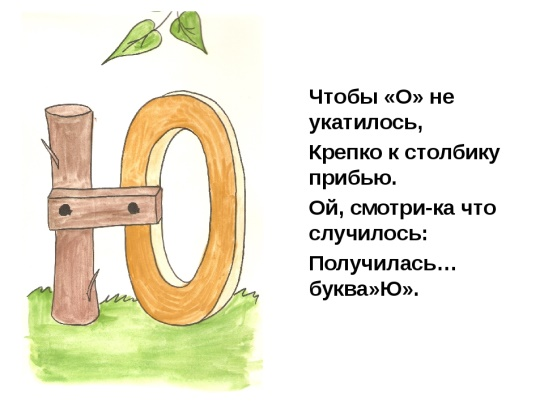 Чтобы «О» не
укатилось,
Крепко к столбику
прибью.
Ой, смотри-ка что
случилось:
Получилась…
буква»Ю».